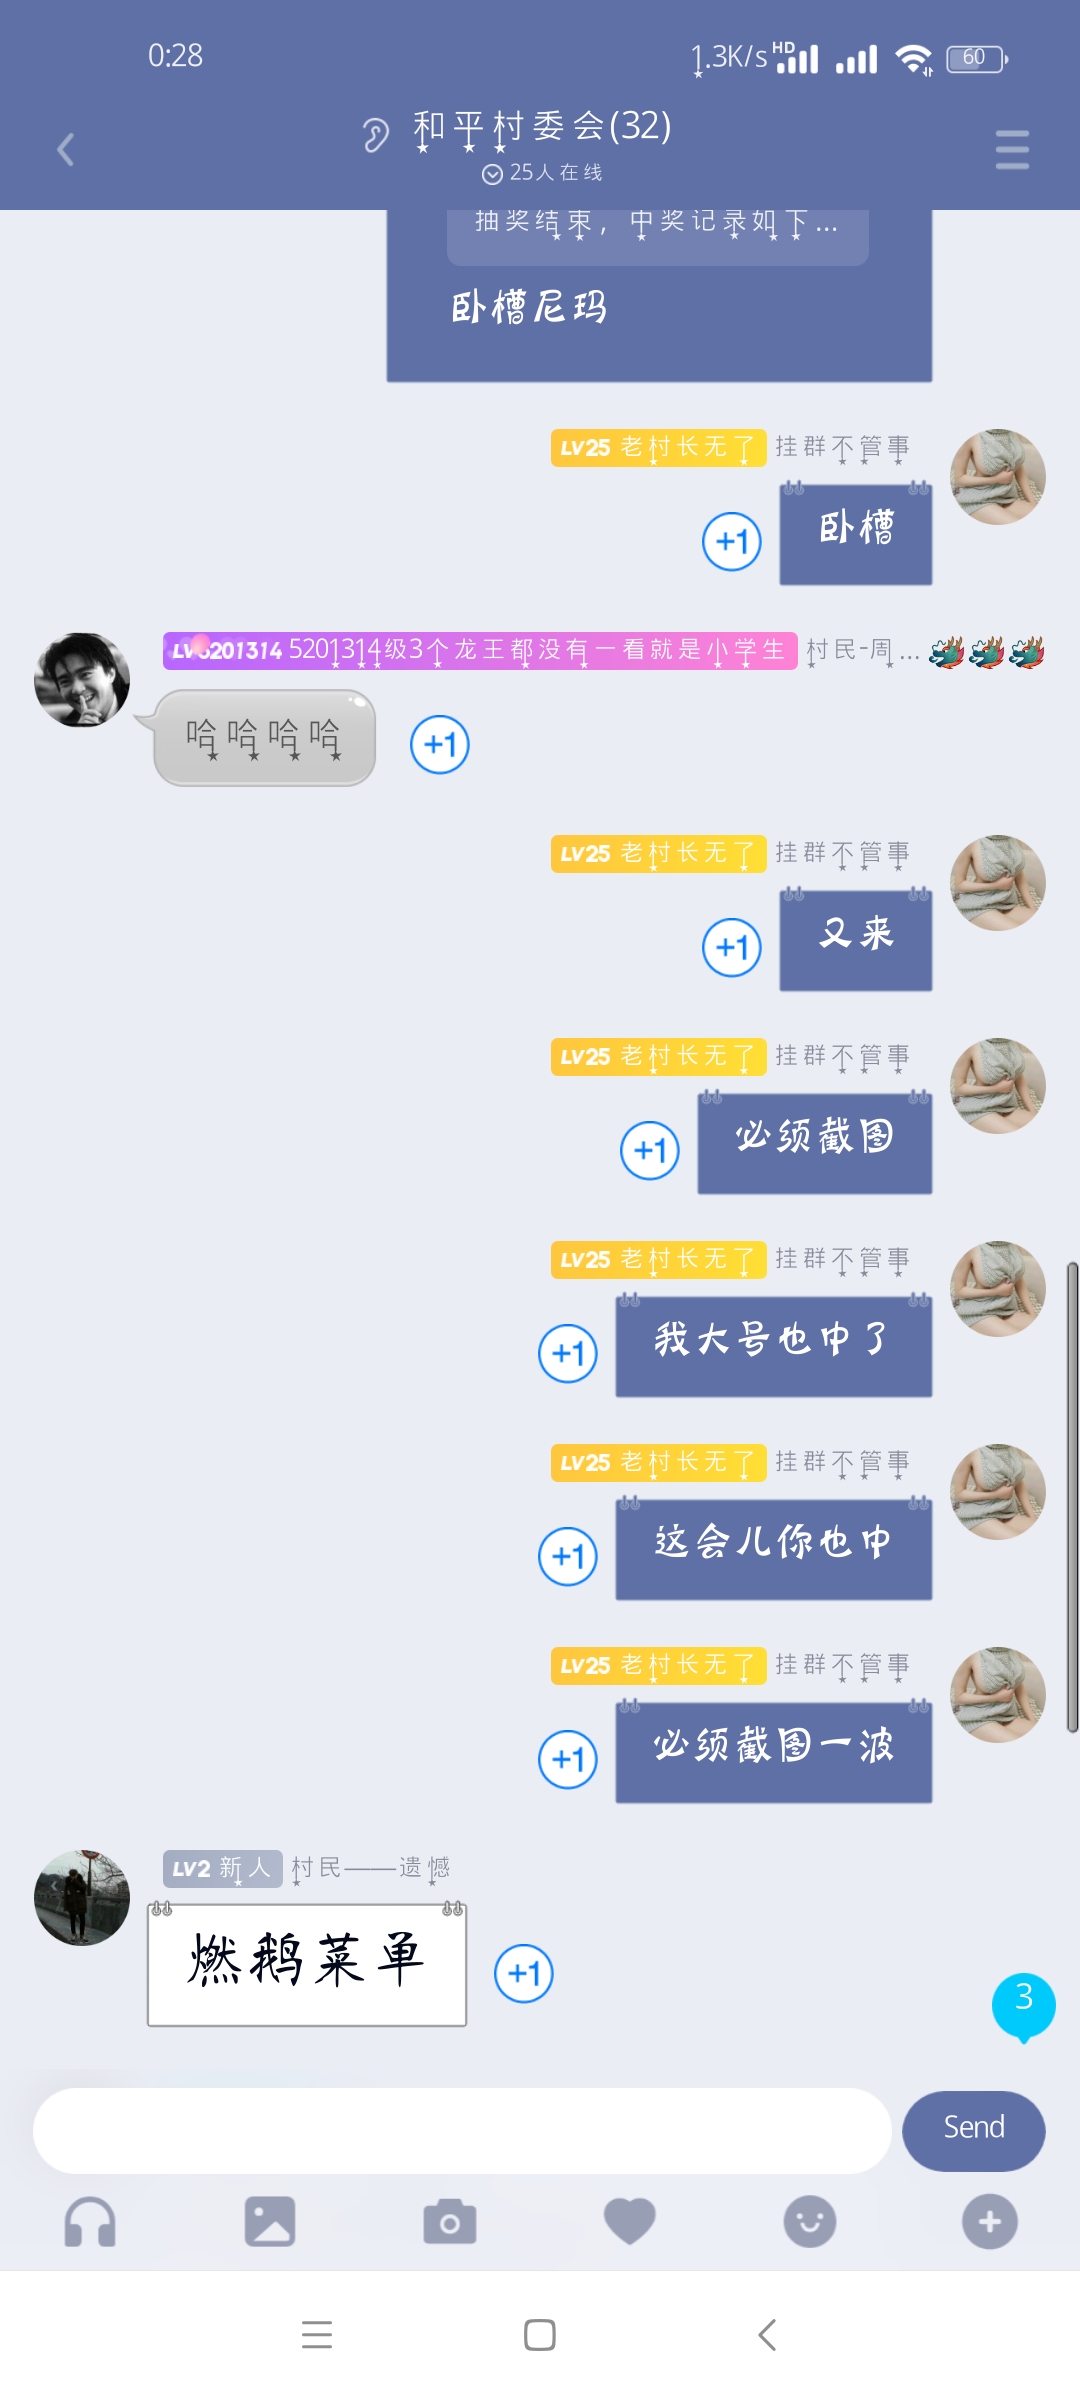 0:28
1.3K/s HD 60
和平村委会(32)
25人在线
抽奖结束，中奖记录如下...
卧槽尼玛
LV25 老村长无了 挂群不管事
卧槽
+1
LV5201314 5201314级3个龙王都没有一看就是小学生 村民-周...
哈哈哈哈
+1
LV25 老村长无了 挂群不管事
又来
+1
LV25 老村长无了 挂群不管事
必须截图
+1
LV25 老村长无了 挂群不管事
我大号也中了
+1
LV25 老村长无了 挂群不管事
这会儿你也中
+1
LV25 老村长无了 挂群不管事
必须截图一波
+1
LV2 新人 村民——遗憾
燃鹅菜单
+1
3
Send